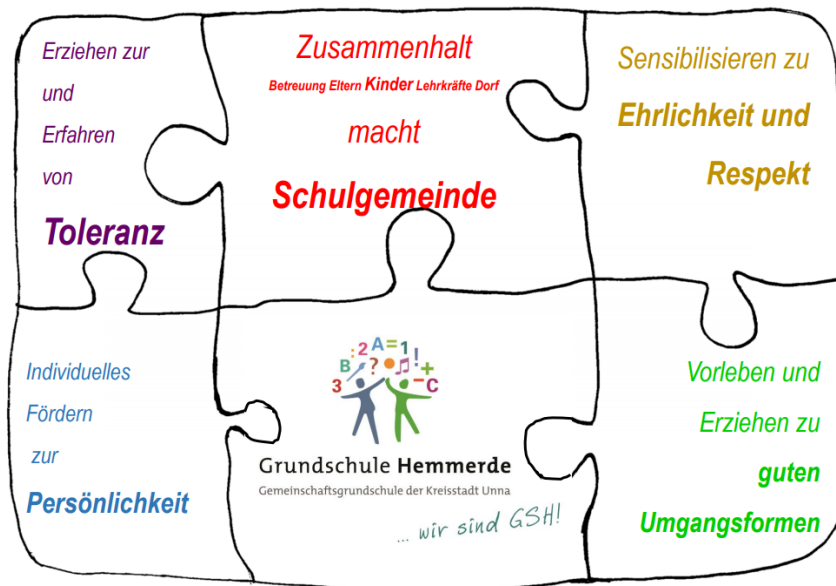 Erziehen zur
und
Erfahren
von
Toleranz
Zusammenhalt
Betreuung Eltern Kinder Lehrkräfte Dorf
macht
Schulgemeinde
Sensibilisieren zu
Ehrlichkeit und
Respekt
Individuelles
Fördern
zur
Persönlichkeit
B:2A=1
3?!+-C
Grundschule Hemmerde
Gemeinschaftsgrundschule der Kreisstadt Unna
... wir sind GSH!
Vorleben und
Erziehen zu
guten
Umgangsformen